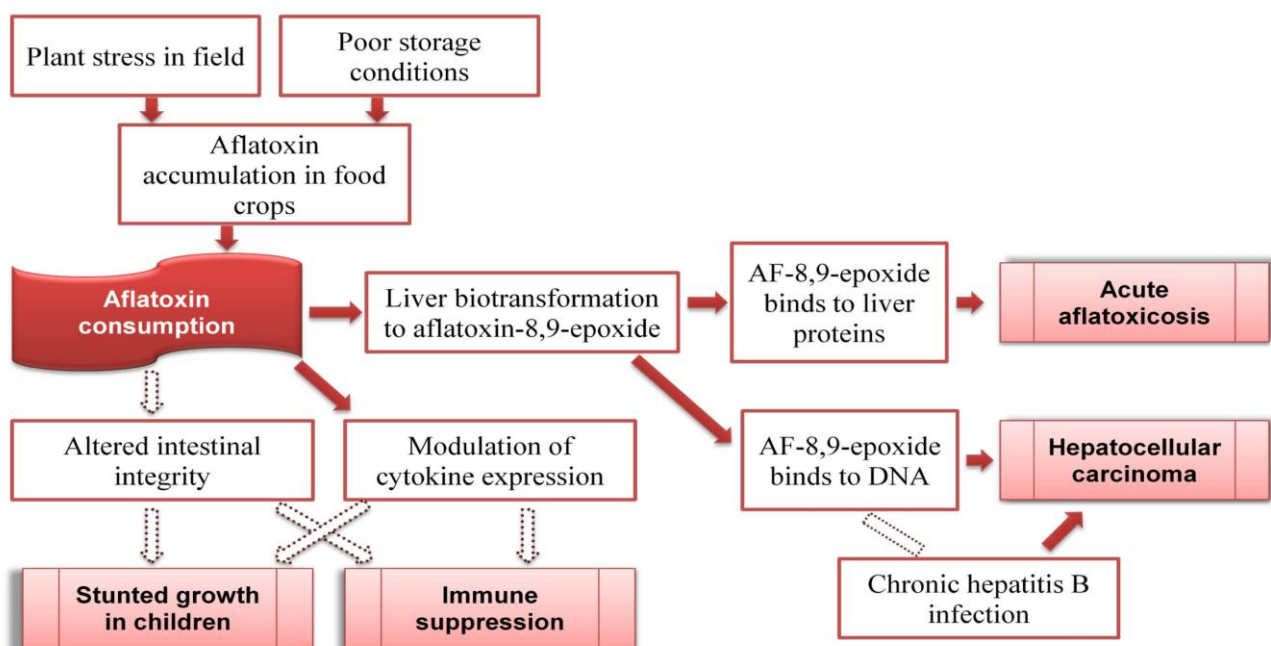 Plant stress in field
Poor storage
conditions
Aflatoxin
accumulation in food
crops
Aflatoxin
consumption
Liver biotransformation
to aflatoxin-8,9-epoxide
AF-8,9-epoxide
binds to liver
proteins
Acute
aflatoxicosis
Altered intestinal
integrity
Modulation of
cytokine expression
AF-8,9-epoxide
binds to DNA
Hepatocellular
carcinoma
Stunted growth
in children
Immune
suppression
Chronic hepatitis B
infection